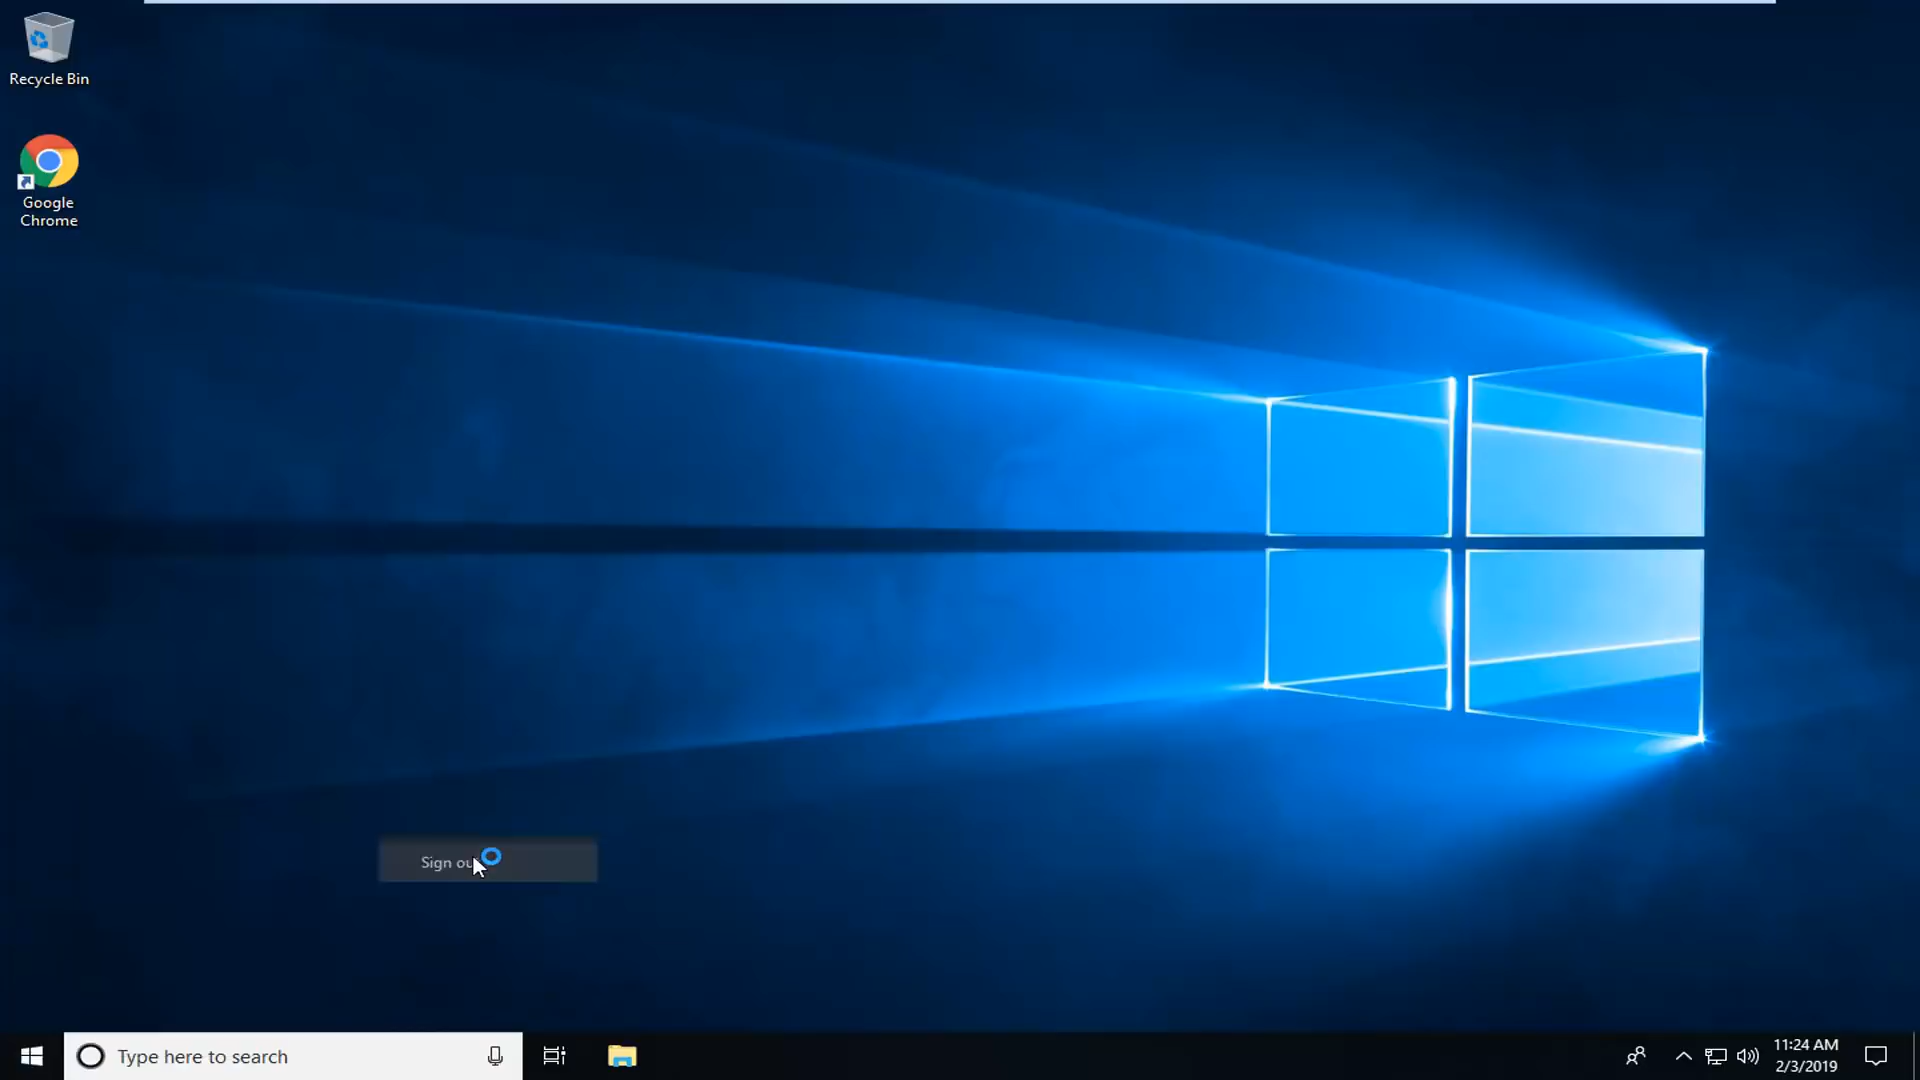 Recycle Bin
Google
Chrome
Sign ou
Type here to search
11:24 AM
2/3/2019